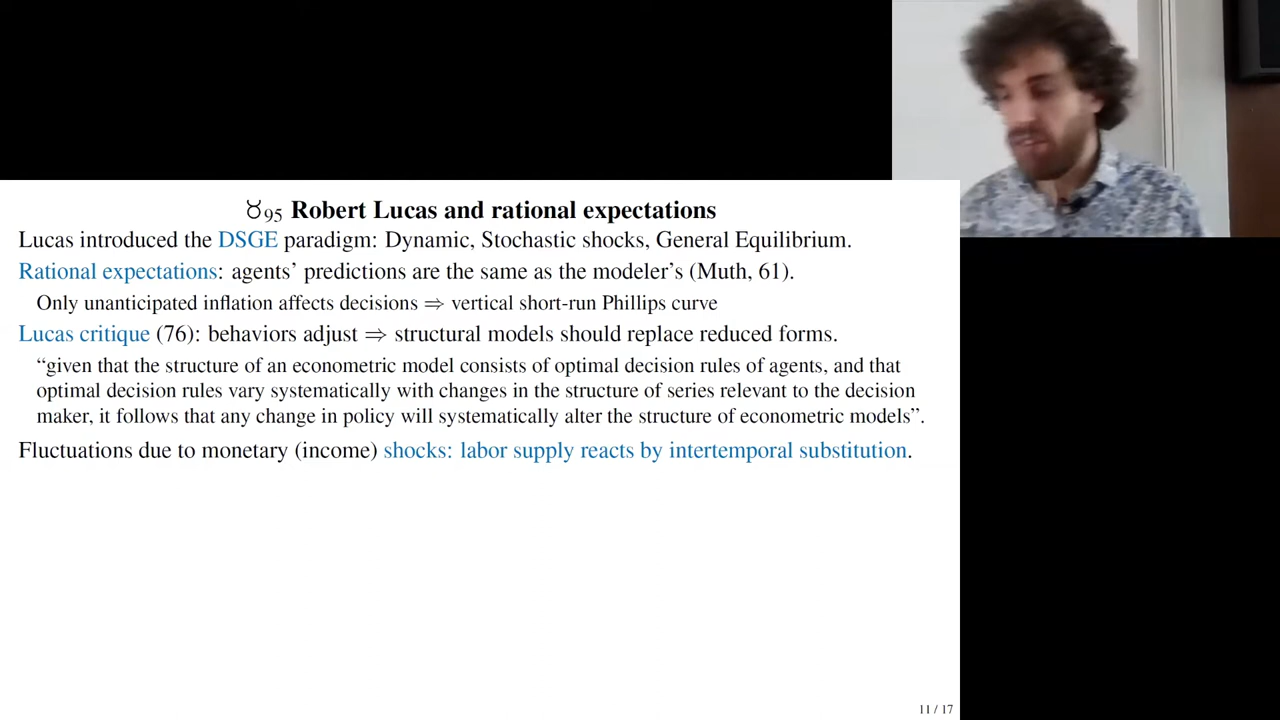 ♉95 Robert Lucas and rational expectations
Lucas introduced the DSGE paradigm: Dynamic, Stochastic shocks, General Equilibrium.
Rational expectations: agents’ predictions are the same as the modeler’s (Muth, 61).
Only unanticipated inflation affects decisions ⇒ vertical short-run Phillips curve
Lucas critique (76): behaviors adjust ⇒ structural models should replace reduced forms.
“given that the structure of an econometric model consists of optimal decision rules of agents, and that
optimal decision rules vary systematically with changes in the structure of series relevant to the decision
maker, it follows that any change in policy will systematically alter the structure of econometric models”.
Fluctuations due to monetary (income) shocks: labor supply reacts by intertemporal substitution.
11 / 17